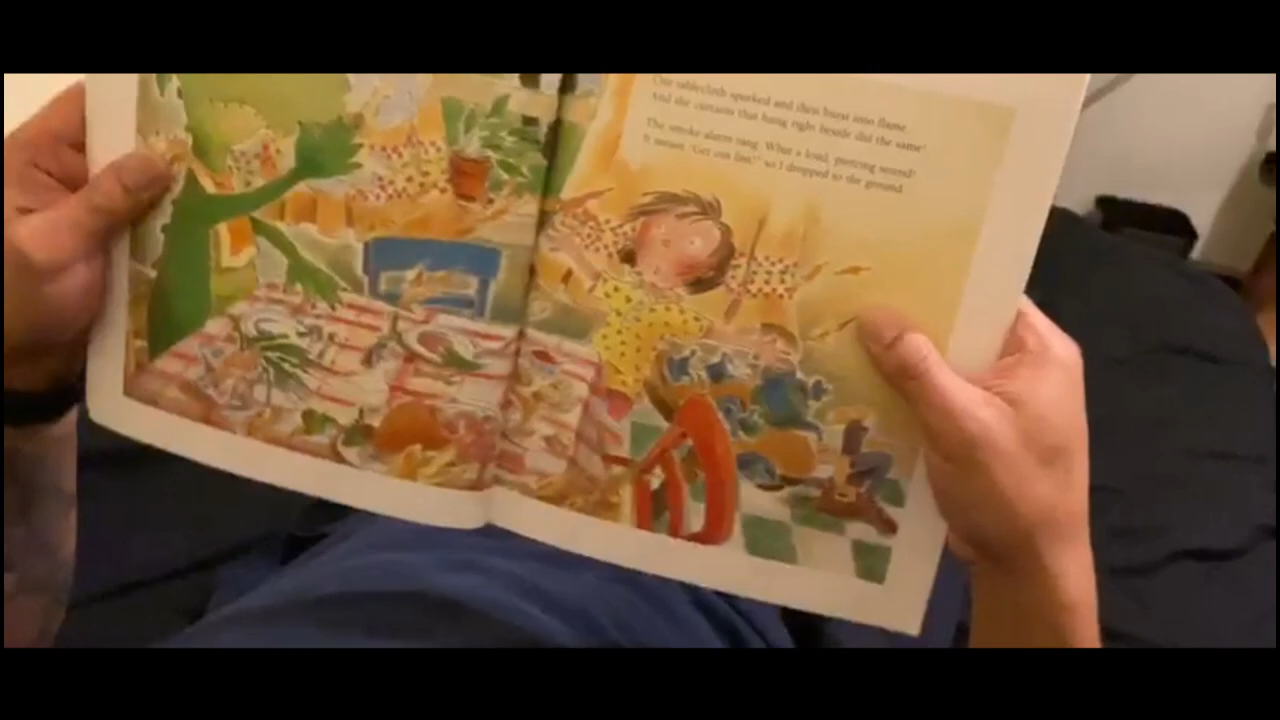 Our tablecloth sparked and then burst into flame.
And the curtains that hung right beside did the same!
The smoke alarm rang. What a loud, piercing sound!
It meant "Get out fast!" so I dropped to the ground.